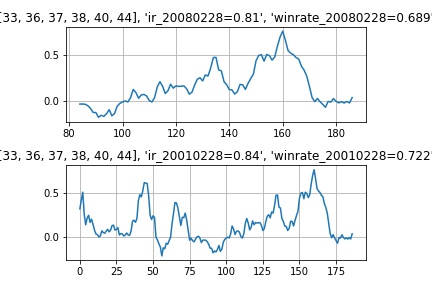 [33, 36, 37, 38, 40, 44], 'ir_20080228=0.81', 'winrate_20080228=0.689'
0.5
0.0
80 100 120 140 160 180
[33, 36, 37, 38, 40, 44], 'ir_20010228=0.84', 'winrate_20010228=0.722'
0.5
0.0
0 25 50 75 100 125 150 175